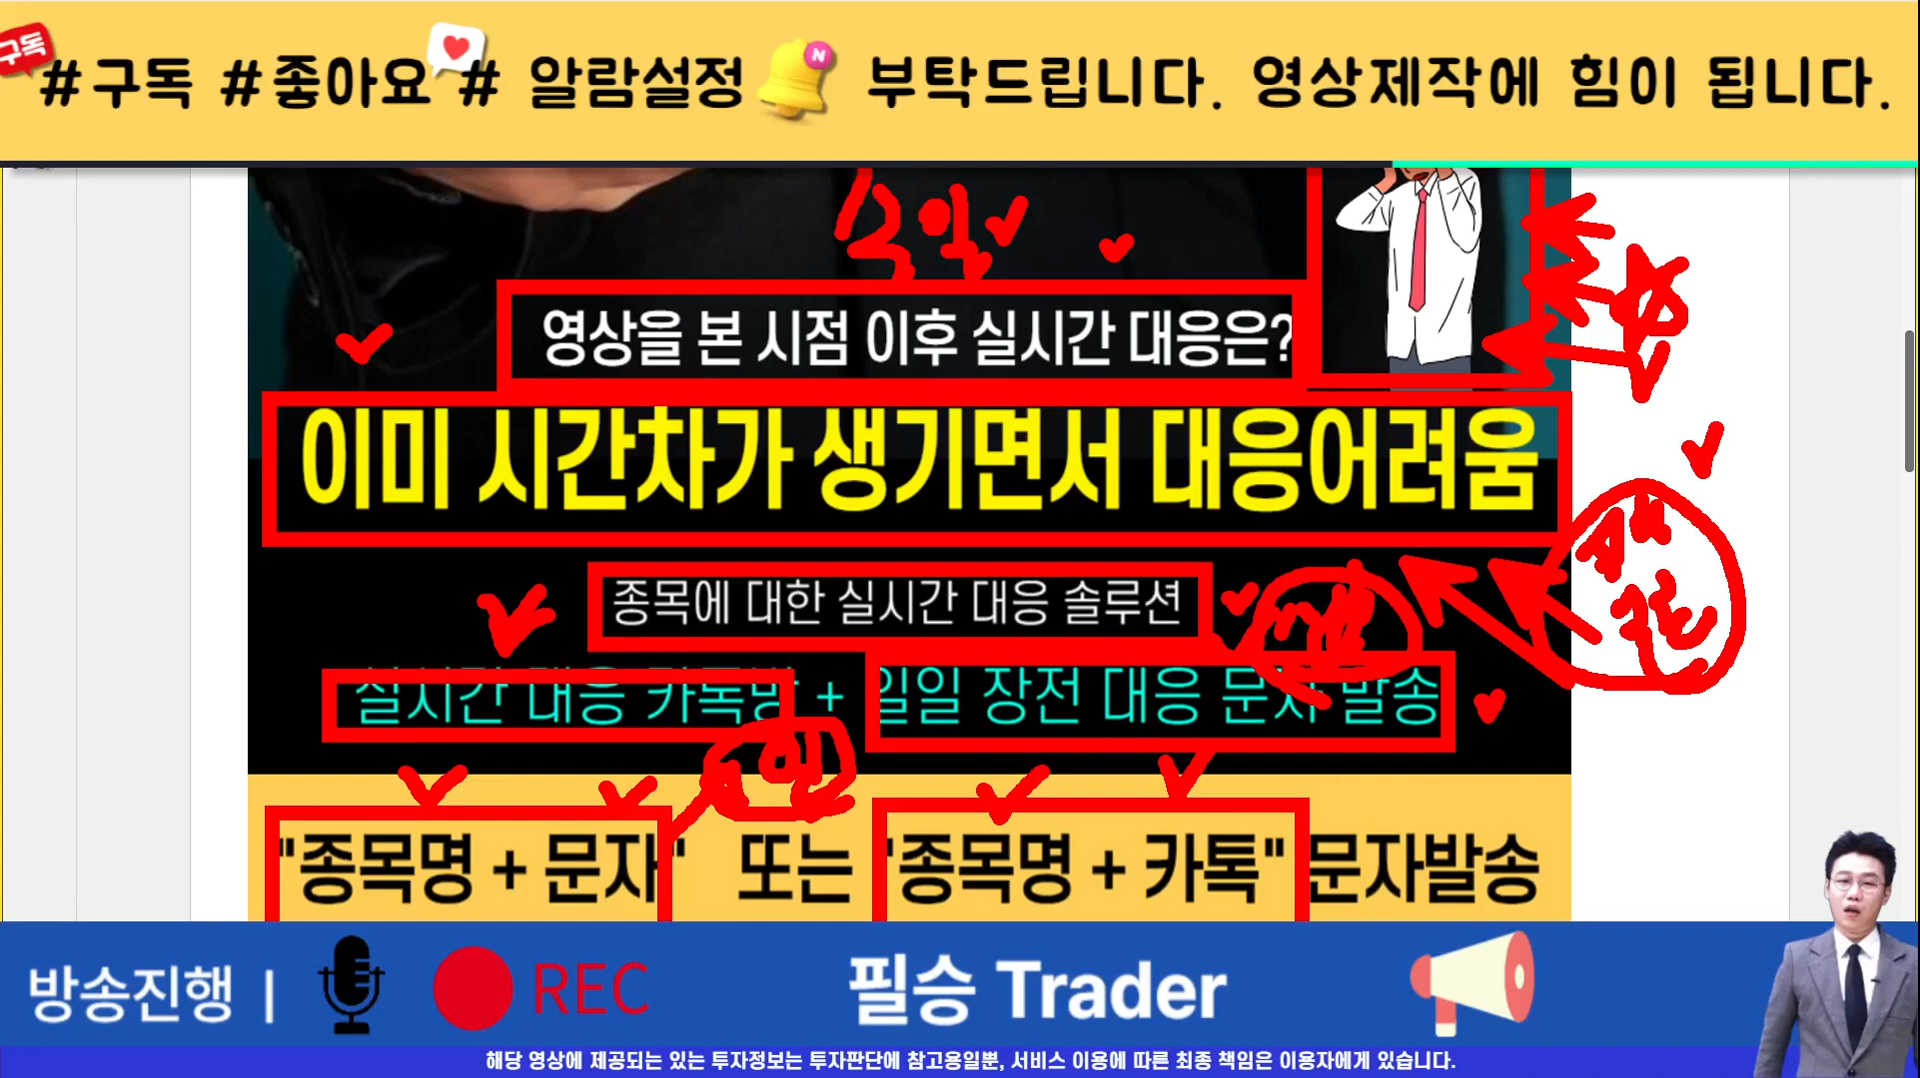 구독
#구독 #좋아요 # 알람설정 N 부탁드립니다. 영상제작에 힘이 됩니다.
영상을 본 시점 이후 실시간 대응은?
이미 시간차가 생기면서 대응어려움
종목에 대한 실시간 대응 솔루션
실시간 대응 카톡방 + 일일 장전 대응 문자 발송
"종목명 + 문자" 또는 "종목명 + 카톡" 문자발송
방송진행 | REC 필승 Trader
해당 영상에 제공되는 있는 투자정보는 투자판단에 참고용일뿐, 서비스 이용에 따른 최종 책임은 이용자에게 있습니다.